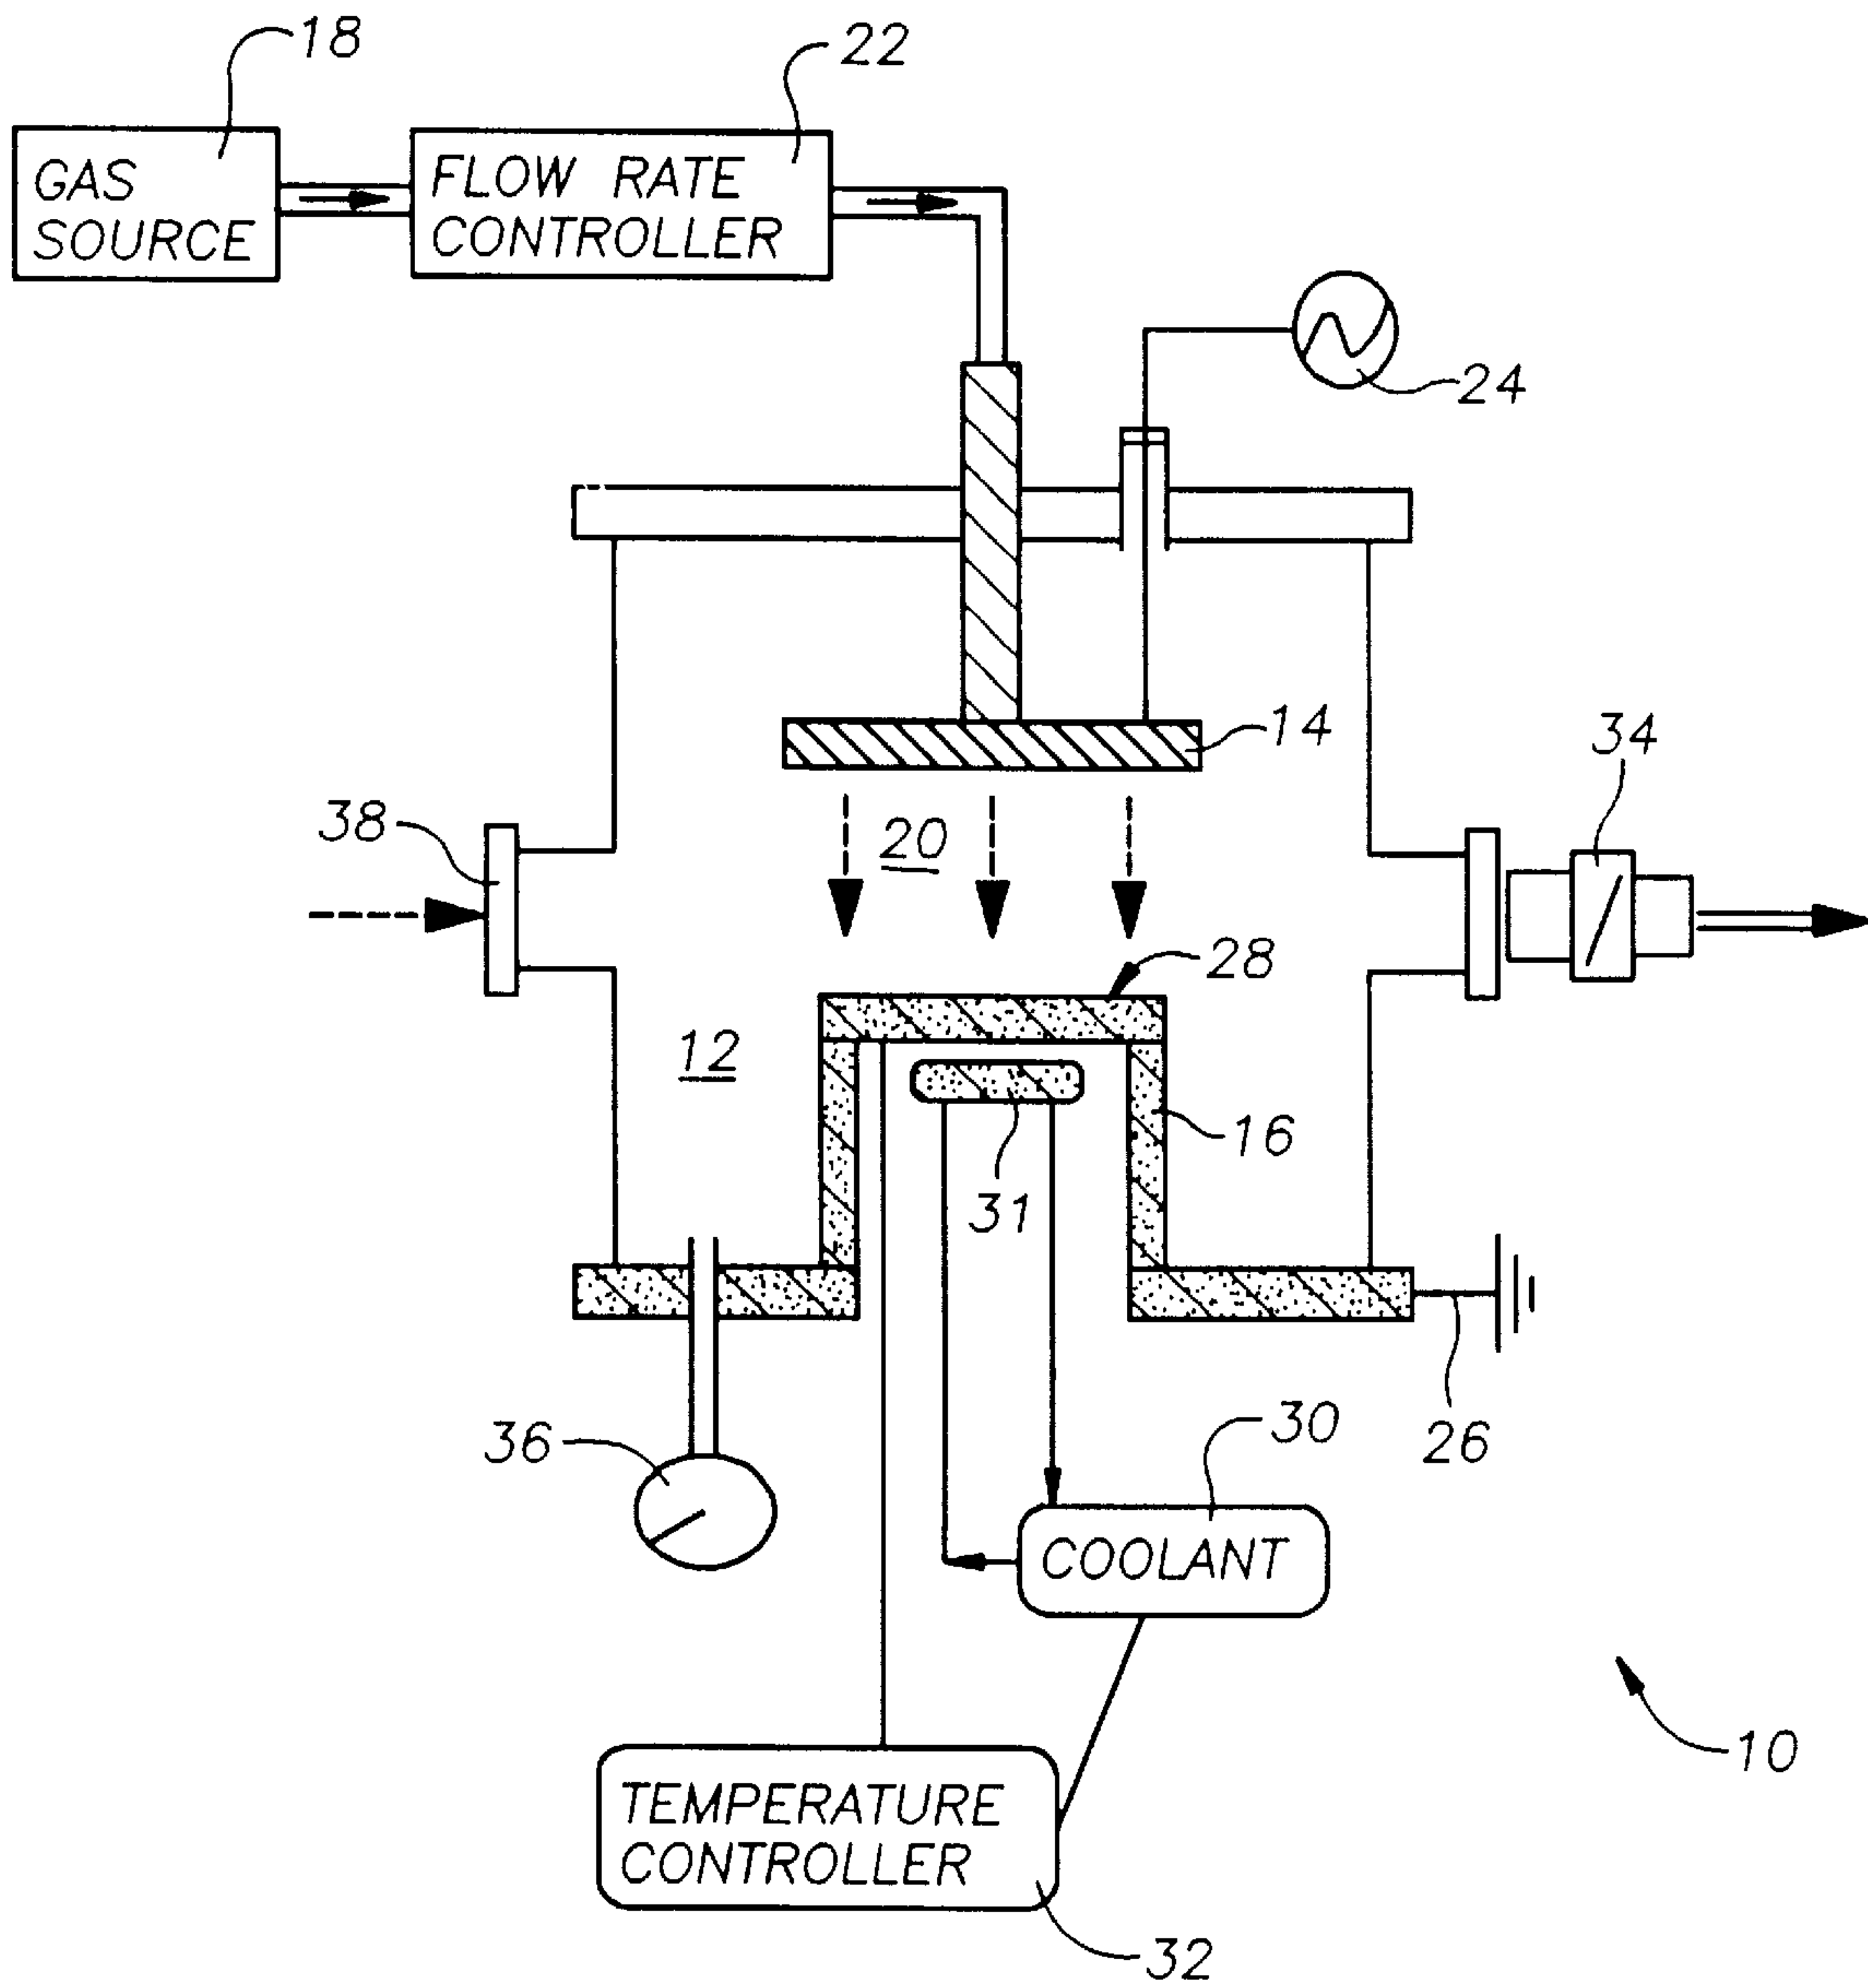 18
22
GAS
SOURCE
FLOW RATE
CONTROLLER
24
14
34
38
20
28
12
16
31
36
30
26
COOLANT
10
TEMPERATURE
CONTROLLER
32